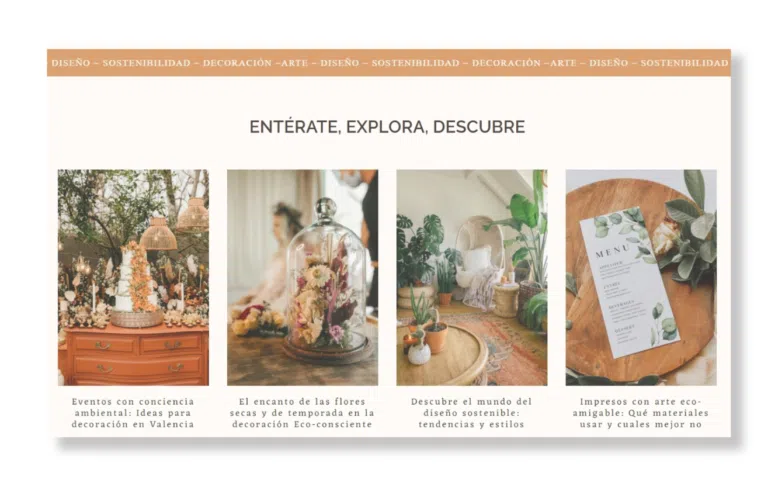 DISEÑO – SOSTENIBILIDAD – DECORACIÓN –ARTE – DISEÑO – SOSTENIBILIDAD – DECORACIÓN –ARTE – DISEÑO – SOSTENIBILIDAD
ENTÉRATE, EXPLORA, DESCUBRE
MENU
Eventos con conciencia
ambiental: Ideas para
decoración en Valencia
El encanto de las flores
secas y de temporada en la
decoración Eco-consciente
Descubre el mundo del
diseño sostenible:
tendencias y estilos
Impresos con arte eco-
amigable: Qué materiales
usar y cuales mejor no